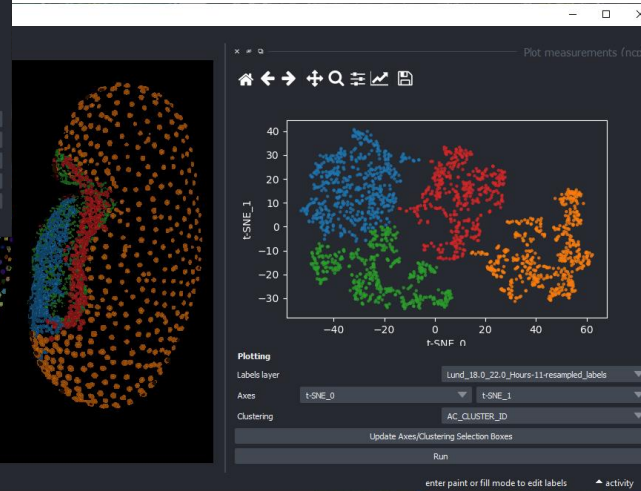 Plot measurements (ncp
40
30
20
10
0
−10
−20
−30
t-SNE_1
−40 −20 0 20 40 60
t-SNE_0
Plotting
Labels layer Lund_18.0_22.0_Hours-11-resampled_labels
Axes t-SNE_0 t-SNE_1
Clustering AC_CLUSTER_ID
Update Axes/Clustering Selection Boxes
Run
enter paint or fill mode to edit labels activity